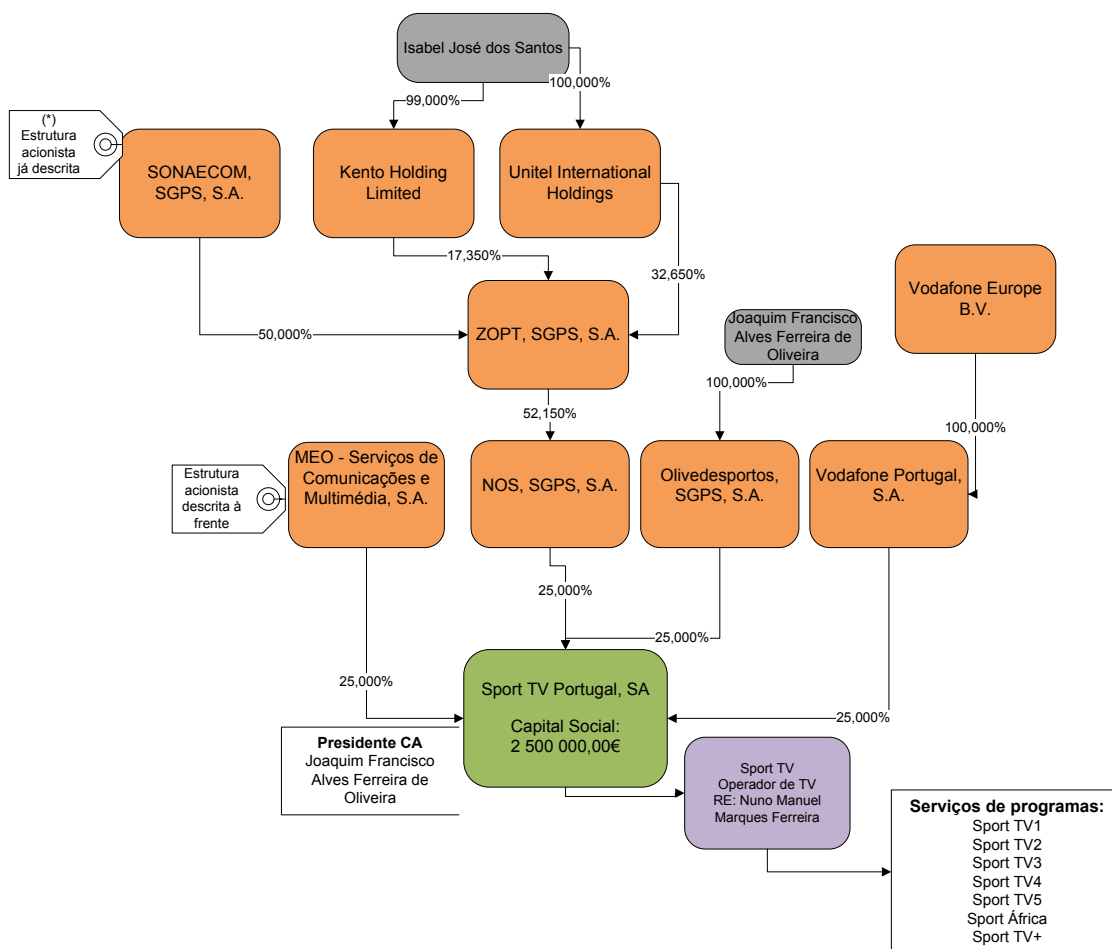 Isabel José dos Santos
99,000%
100,000%
(*)
Estrutura
acionista
já descrita
SONAECOM,
SGPS, S.A.
Kento Holding
Limited
Unitel International
Holdings
17,350%
32,650%
Vodafone Europe
B.V.
50,000%
ZOPT, SGPS, S.A.
Joaquim Francisco
Alves Ferreira de
Oliveira
100,000%
52,150%
100,000%
Estrutura
acionista
descrita à
frente
MEO - Serviços de
Comunicações e
Multimédia, S.A.
NOS, SGPS, S.A.
Olivedesportos,
SGPS, S.A.
Vodafone Portugal,
S.A.
25,000%
25,000%
25,000%
25,000%
Sport TV Portugal, SA
Capital Social:
2 500 000,00€
Presidente CA
Joaquim Francisco
Alves Ferreira de
Oliveira
Sport TV
Operador de TV
RE: Nuno Manuel
Marques Ferreira
Serviços de programas:
Sport TV1
Sport TV2
Sport TV3
Sport TV4
Sport TV5
Sport África
Sport TV+